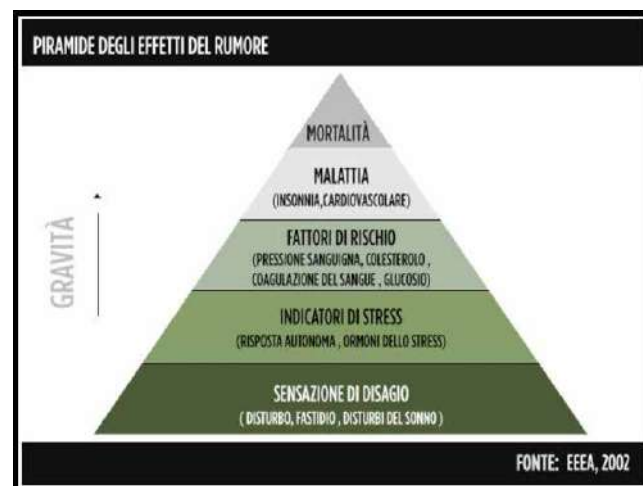 PIRAMIDE DEGLI EFFETTI DEL RUMORE
MORTALITÀ
MALATTIA
(INSONNIA,CARDIOVASCOLARE)
FATTORI DI RISCHIO
(PRESSIONE SANGUIGNA, COLESTEROLO ,
COAGULAZIONE DEL SANGUE , GLUCOSIO)
INDICATORI DI STRESS
(RISPOSTA AUTONOMA , ORMONI DELLO STRESS)
SENSAZIONE DI DISAGIO
( DISTURBO, FASTIDIO , DISTURBI DEL SONNO )
GRAVITÀ
FONTE: EEEA, 2002